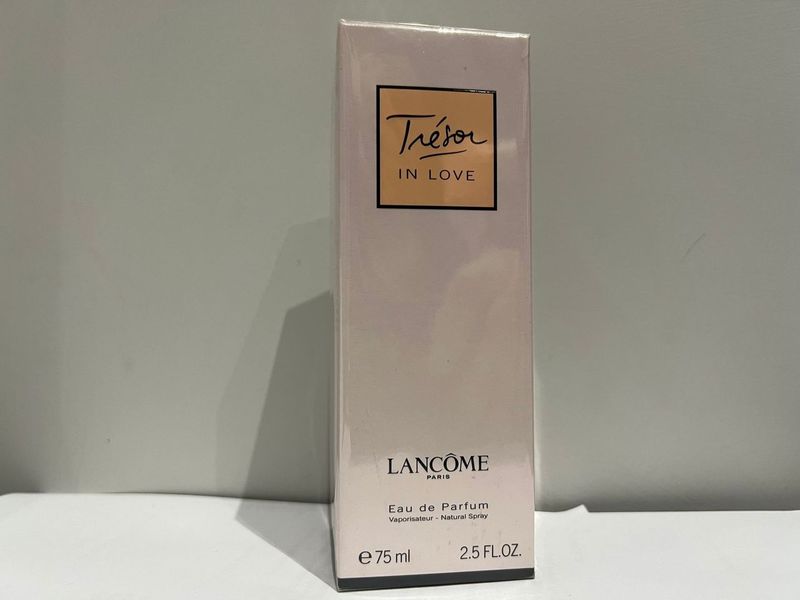 Trésor
IN LOVE
LANCÔME
PARIS
Eau de Parfum
Vaporisateur - Natural Spray
℮75 ml 2.5 FL.OZ.